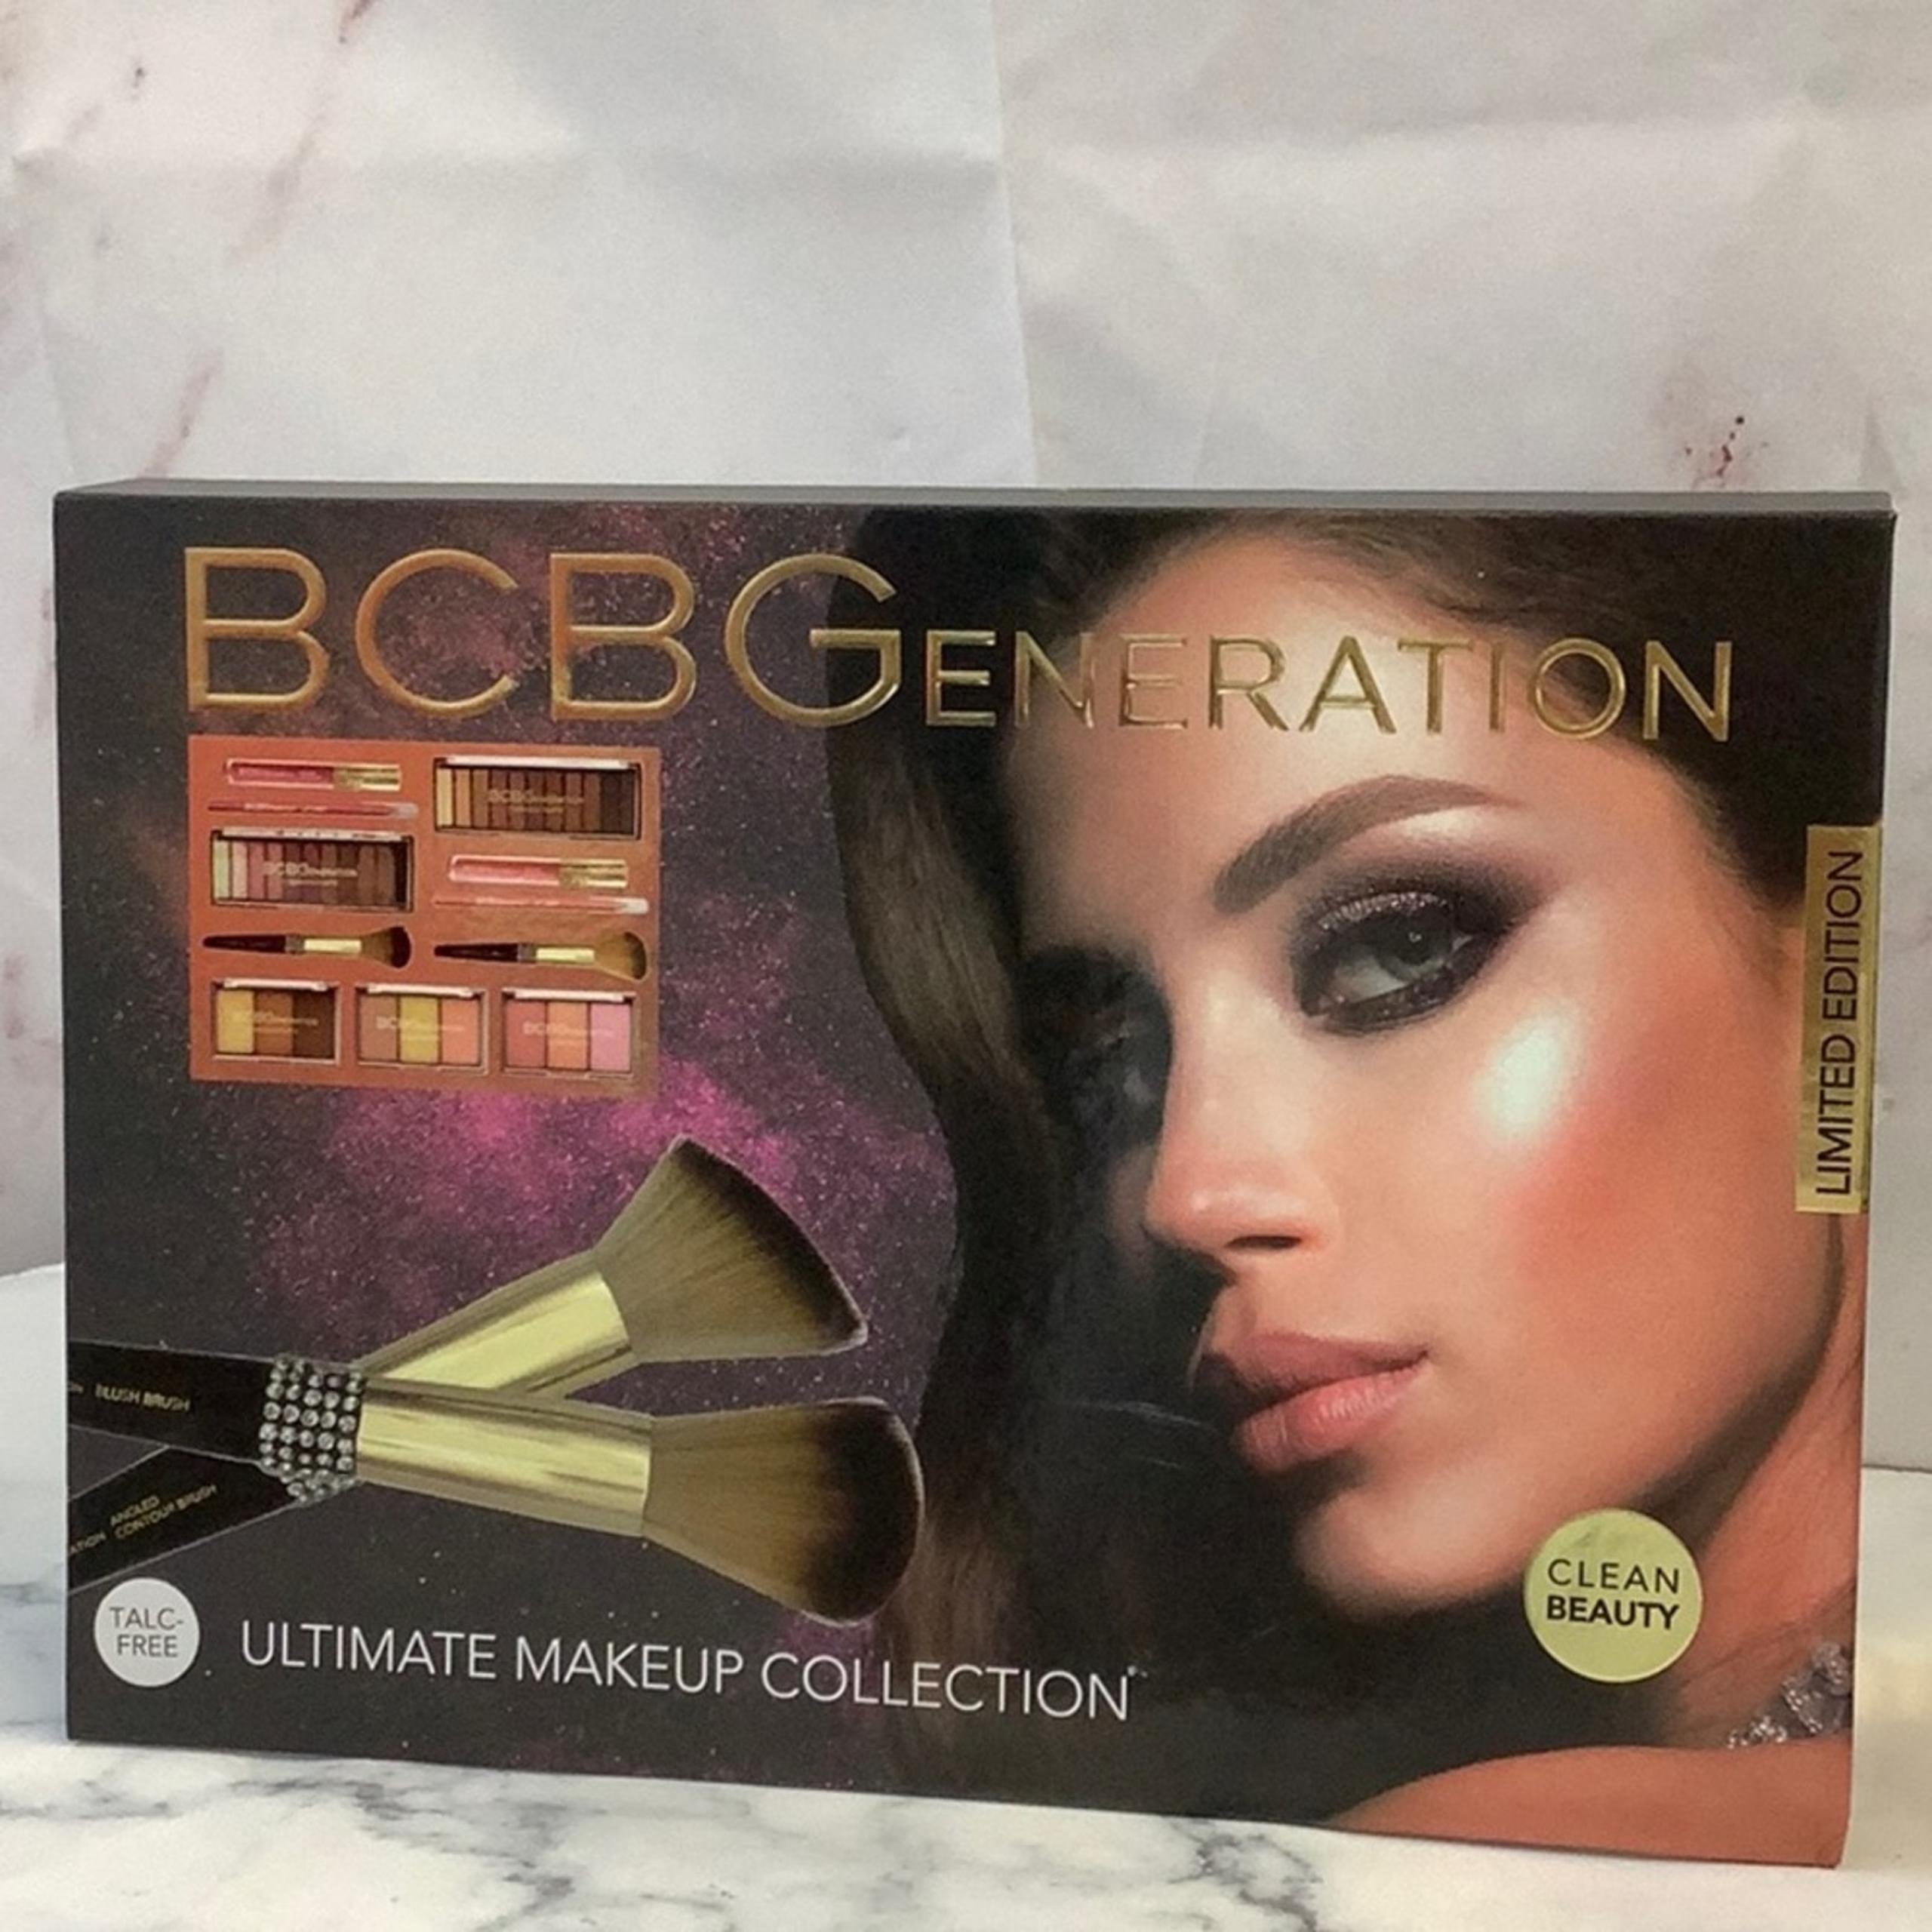 BCBGENERATION
LIMITED EDITION
BLUSH BRUSH
ANGLED
CONTOUR BRUSH
TALC-
FREE
ULTIMATE MAKEUP COLLECTION
CLEAN
BEAUTY